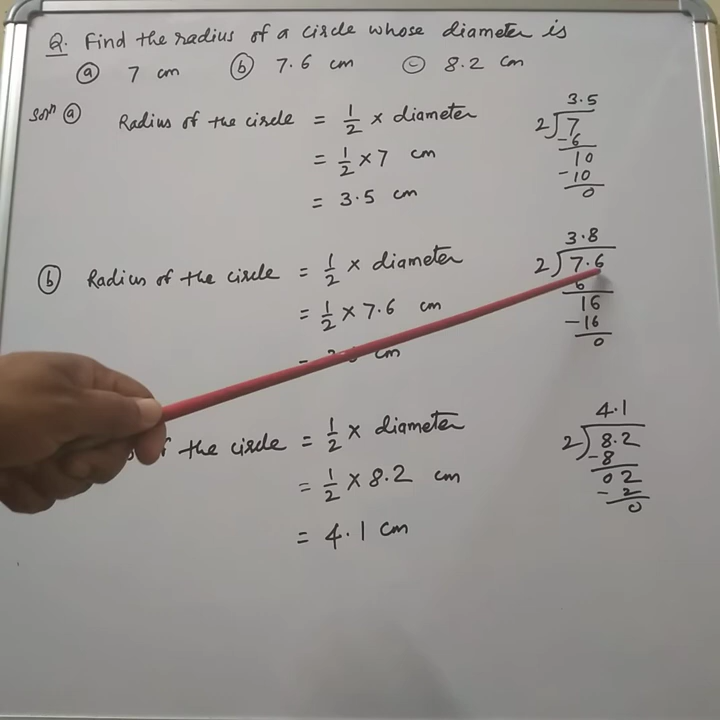 Q. Find the radius of a circle whose diameter is
(a) 7 cm (b) 7.6 cm (c) 8.2 cm
Solⁿ (a) Radius of the circle = 1/2 × diameter
= 1/2 × 7 cm
= 3.5 cm
3.5
2)7
-6
10
-10
0
(b) Radius of the circle = 1/2 × diameter
= 1/2 × 7.6 cm
= cm
3.8
2)7.6
6
16
-16
0
of the circle = 1/2 × diameter
= 1/2 × 8.2 cm
= 4.1 cm
4.1
2)8.2
-8
02
-2
0